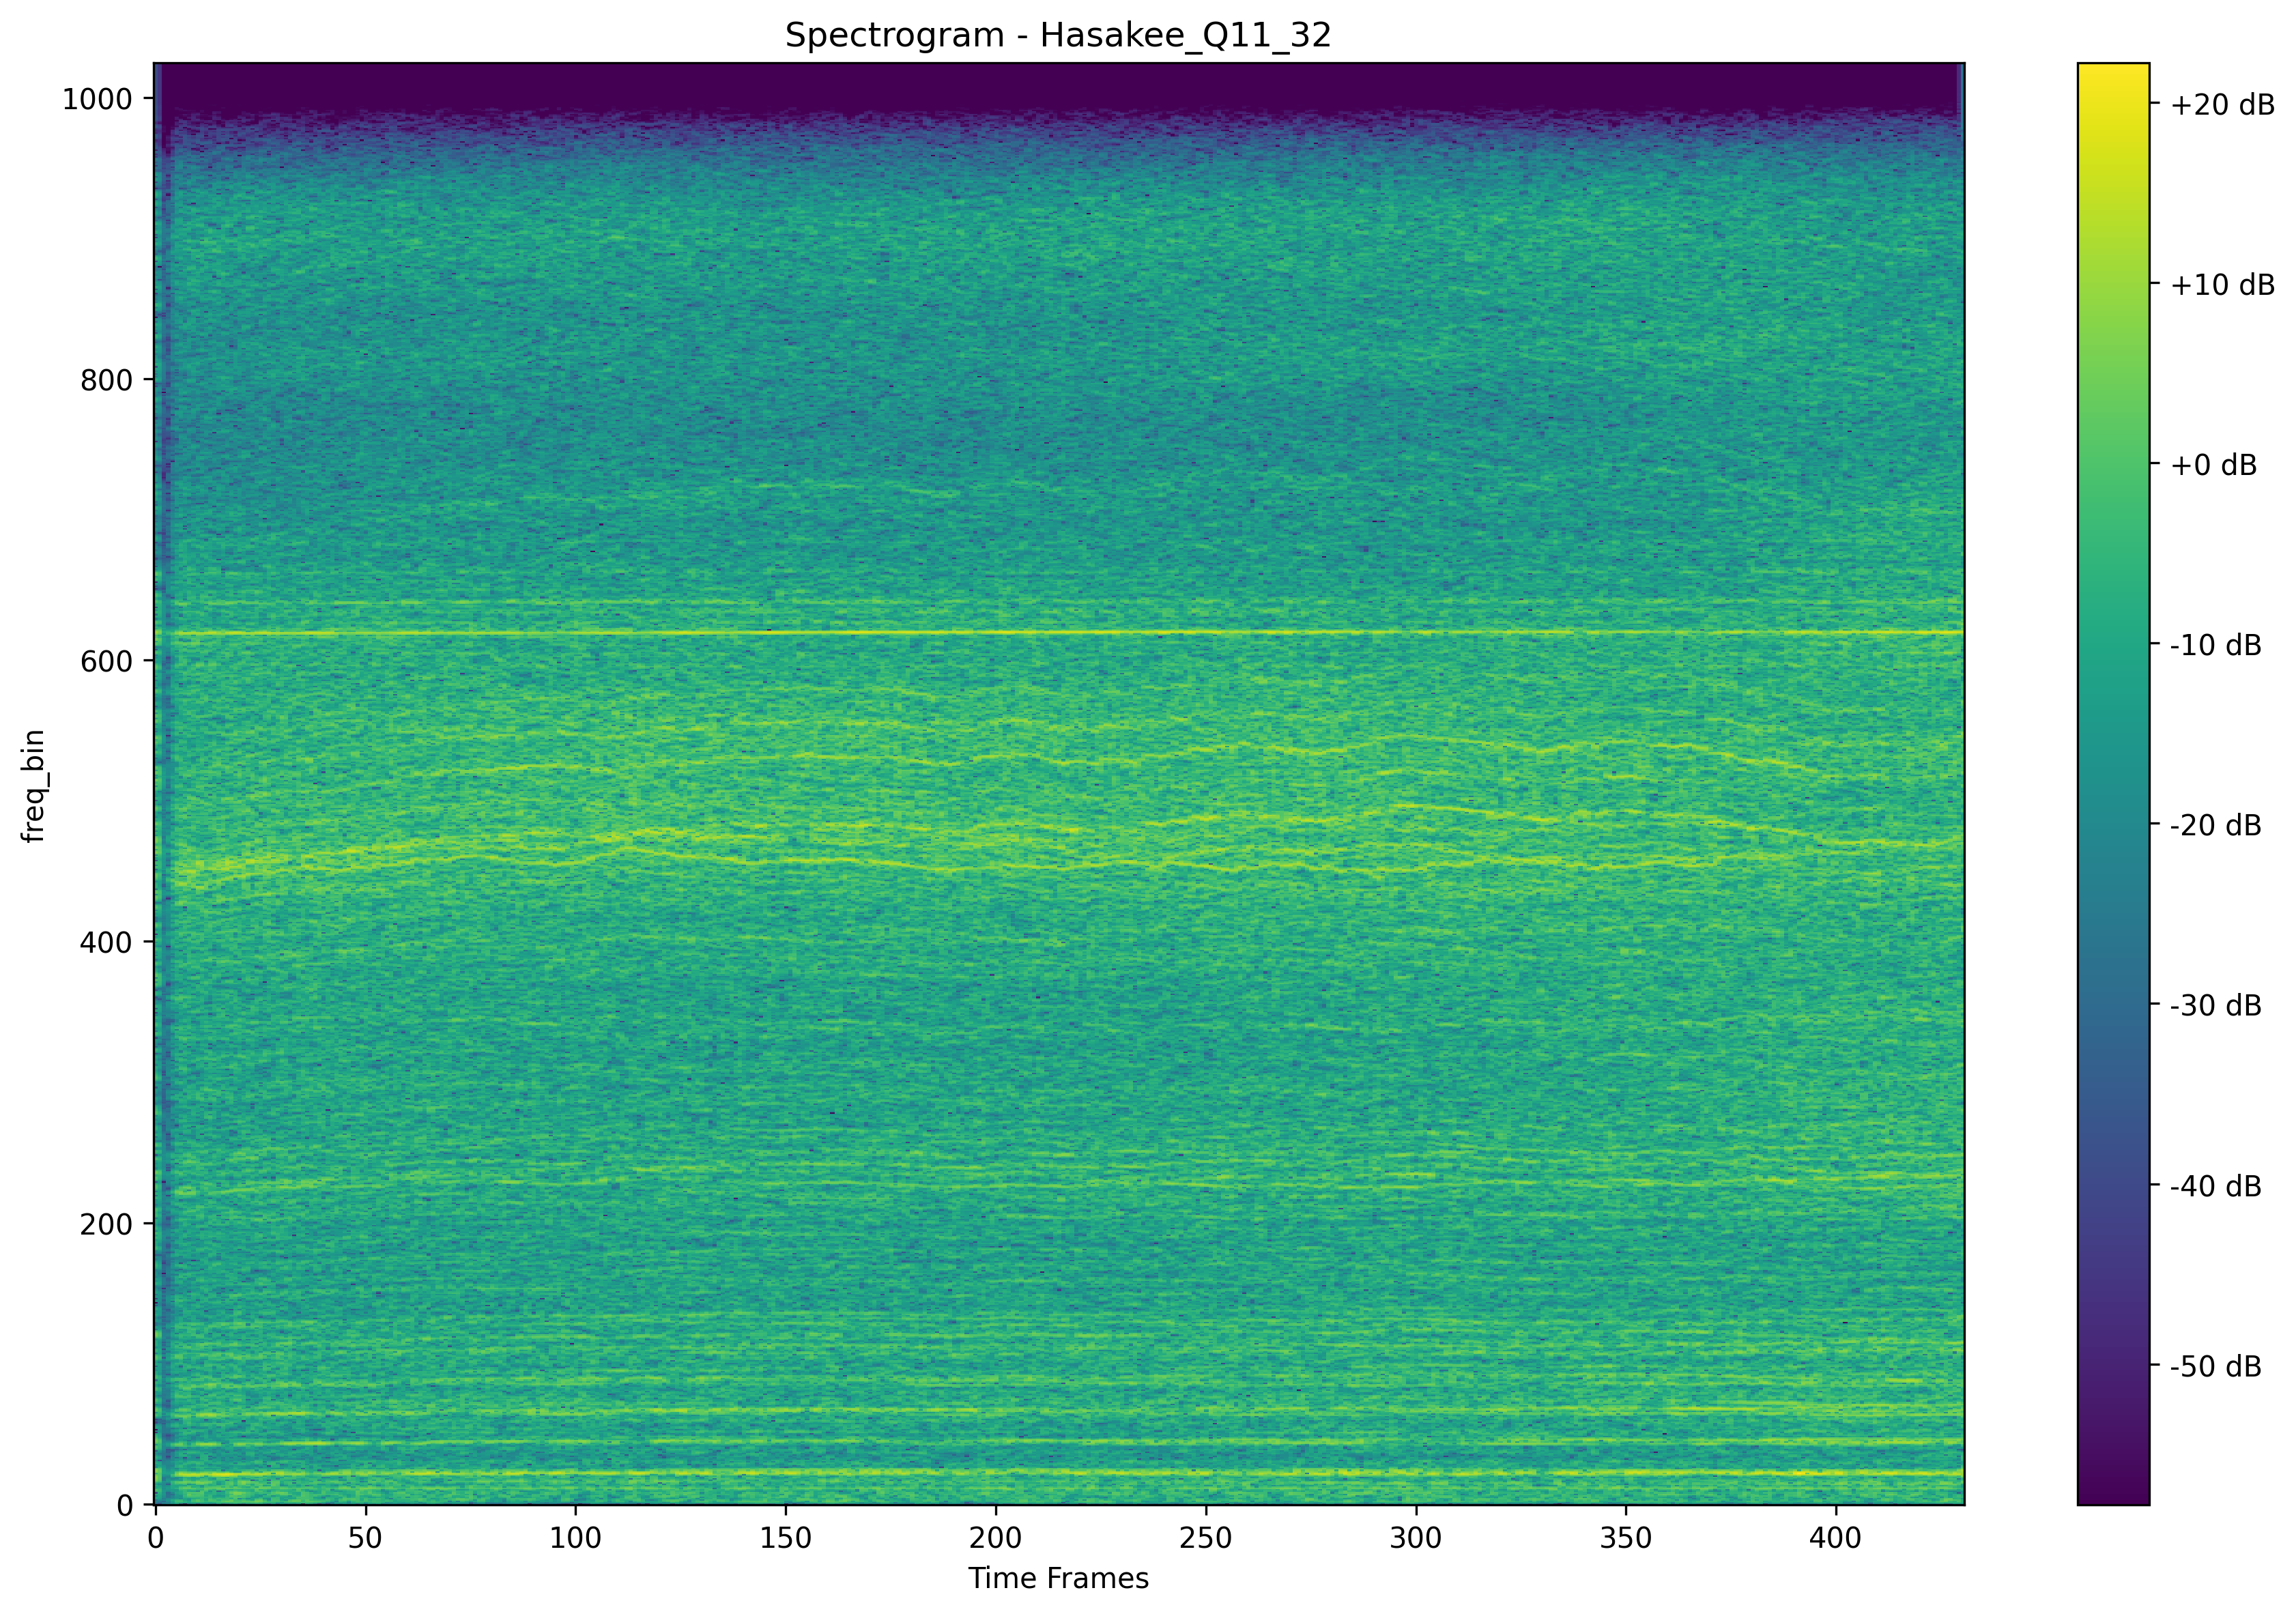 Spectrogram - Hasakee_Q11_32
1000
800
600
400
200
0
freq_bin
0 50 100 150 200 250 300 350 400
Time Frames
+20 dB
+10 dB
+0 dB
-10 dB
-20 dB
-30 dB
-40 dB
-50 dB